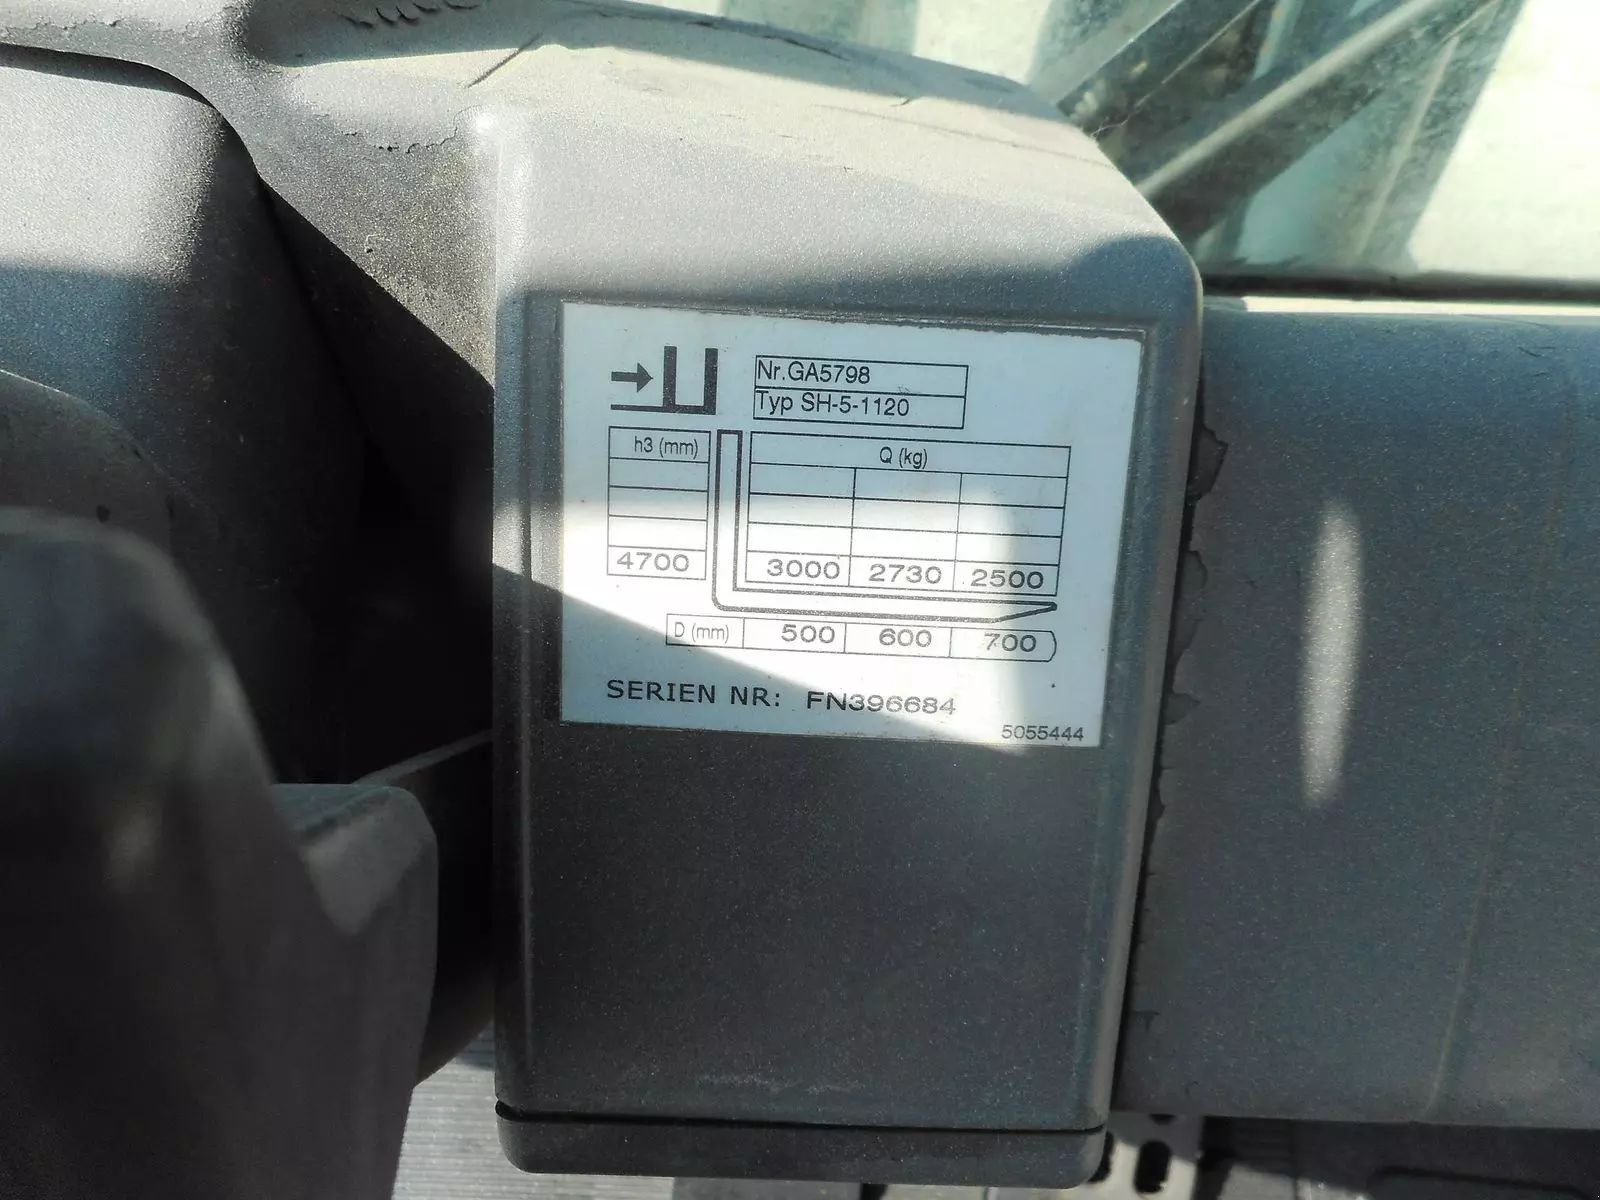 Nr.GA5798
Typ SH-5-1120
h3 (mm) Q (kg)
4700 3000 2730 2500
D (mm) 500 600 700
SERIEN NR: FN396684
5055444